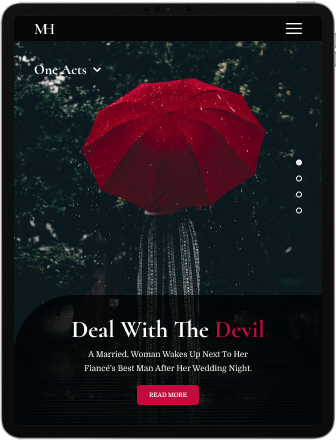 MH
One Acts
Deal With The Devil
A Married, Woman Wakes Up Next To Her
Fiancé's Best Man After Her Wedding Night.
READ MORE